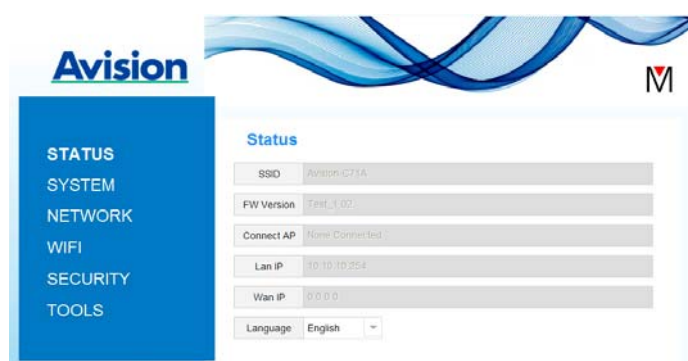 Avision
M
STATUS
SYSTEM
NETWORK
WIFI
SECURITY
TOOLS
Status
SSID Avision-C71A
FW Version Test_1.02
Connect AP None Connected !
Lan IP 10.10.10.254
Wan IP 0.0.0.0
Language English